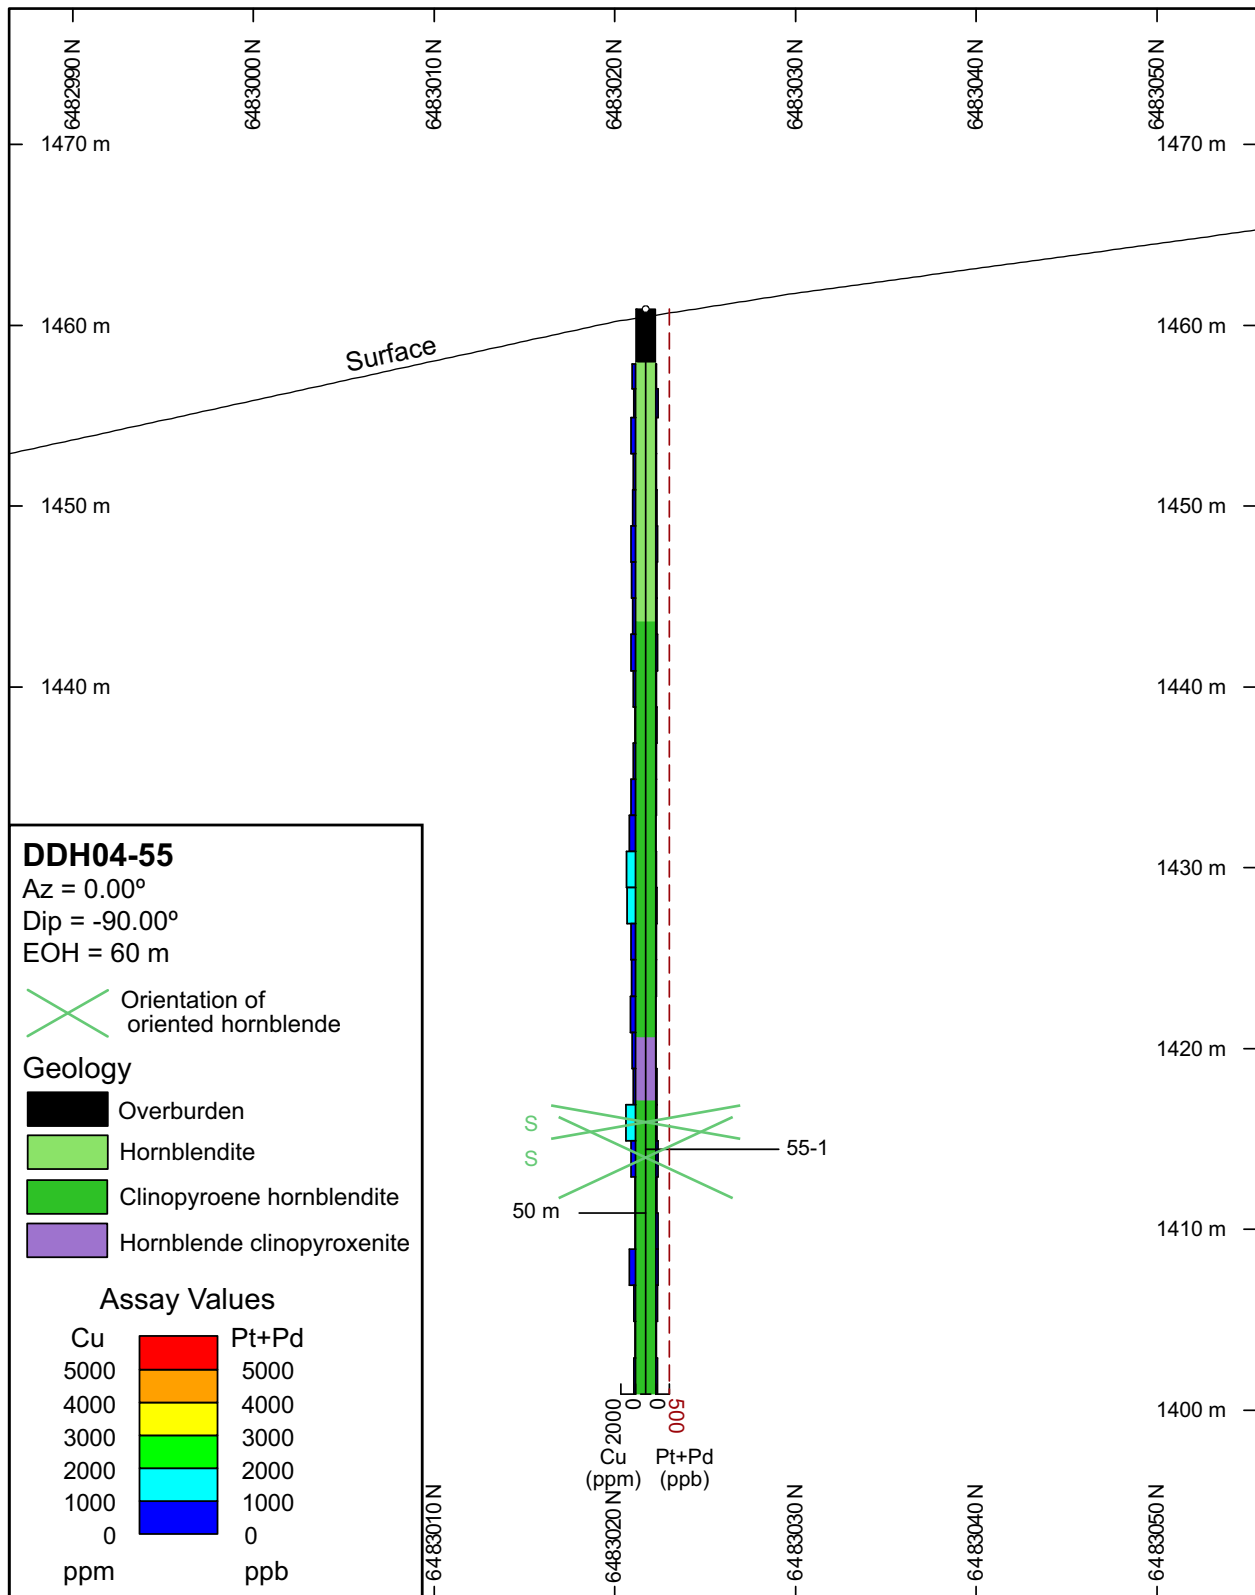 6482990 N
6483000 N
6483010 N
6483020 N
6483030 N
6483040 N
6483050 N
1470 m
1470 m
1460 m
1460 m
Surface
1450 m
1450 m
1440 m
1440 m
1430 m
1430 m
1420 m
1420 m
1410 m
1400 m
S
S
55-1
50 m
2000
0
0
500
Cu
(ppm)
Pt+Pd
(ppb)
6483010 N
6483020 N
6483030 N
6483040 N
6483050 N
DDH04-55
Az = 0.00º
Dip = -90.00º
EOH = 60 m
Orientation of
oriented hornblende
Geology
Overburden
Hornblendite
Clinopyroene hornblendite
Hornblende clinopyroxenite
Assay Values
Cu Pt+Pd
5000 5000
4000 4000
3000 3000
2000 2000
1000 1000
0 0
ppm ppb